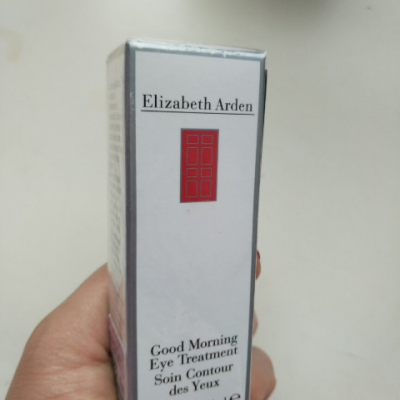 Elizabeth Arden
Good Morning
Eye Treatment
Soin Contour
des Yeux